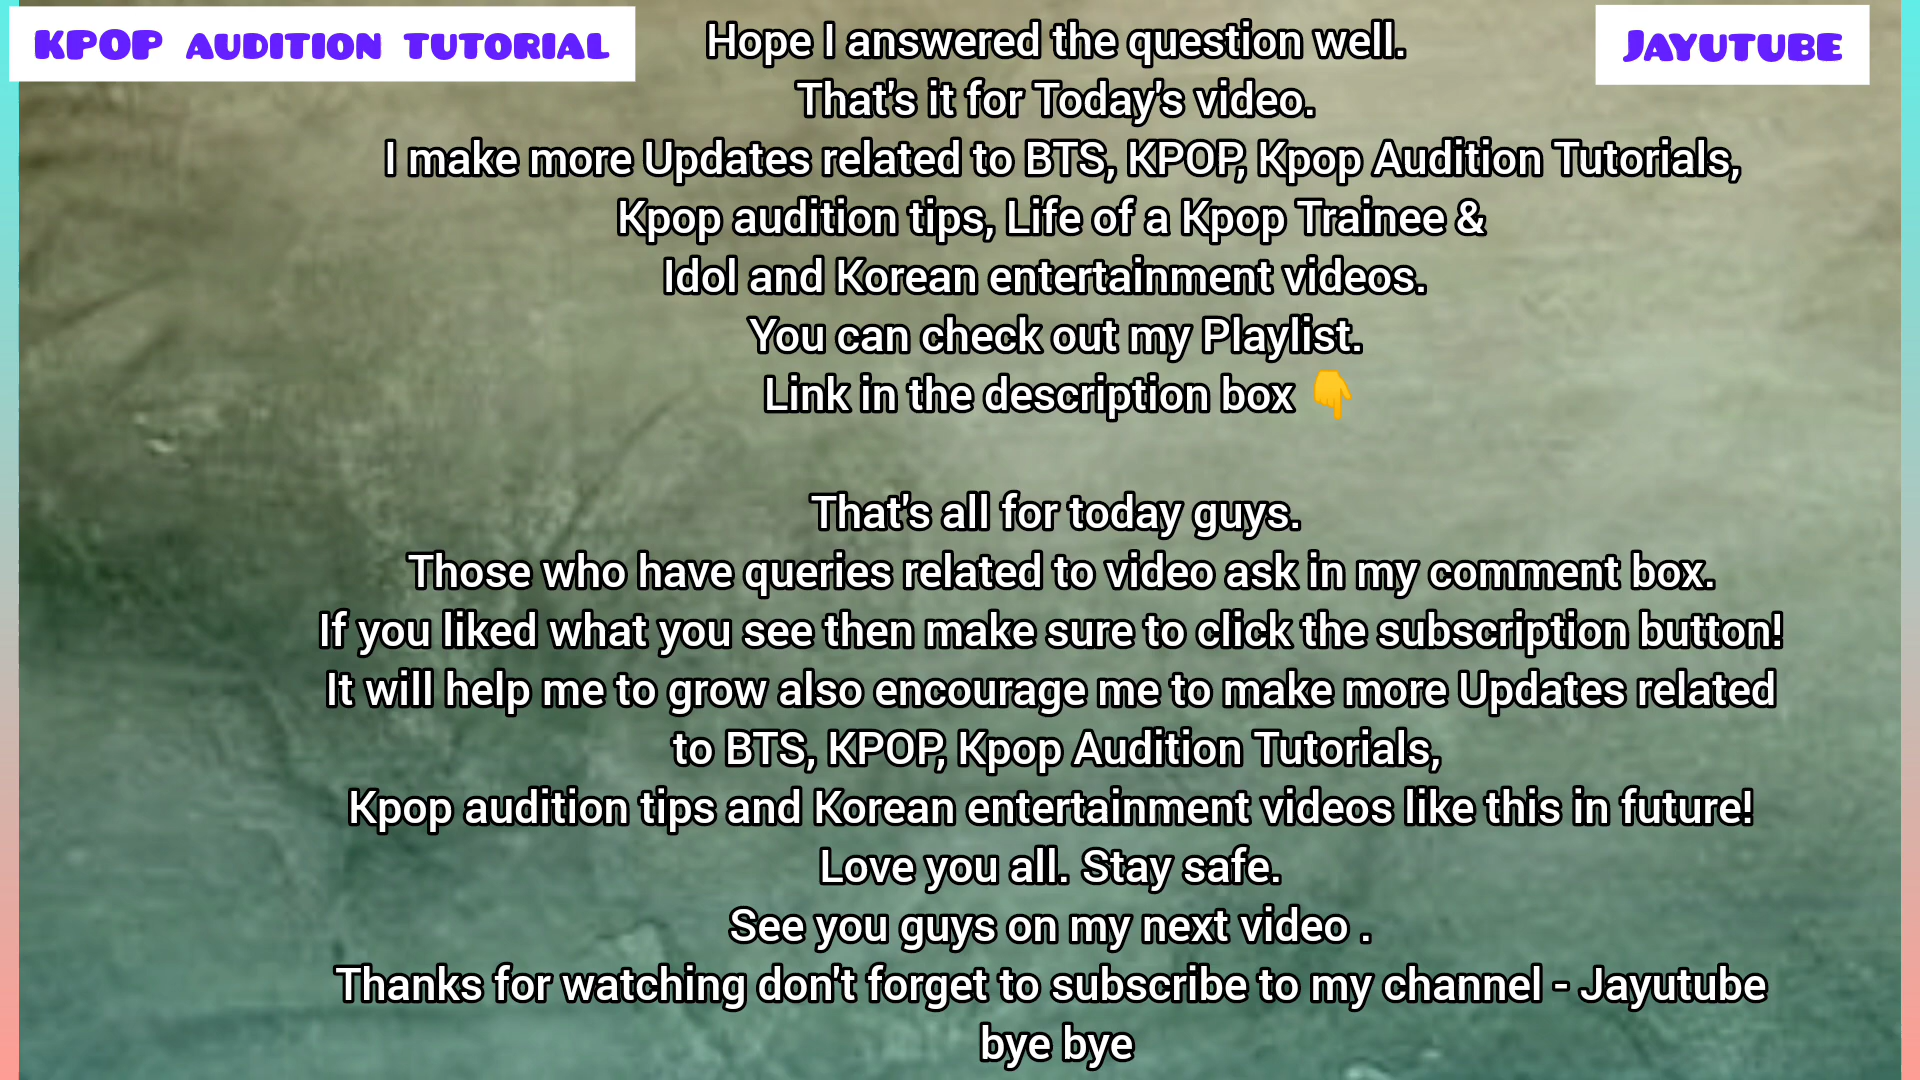 KPOP AUDITION TUTORIAL
JAYUTUBE
Hope I answered the question well.
That's it for Today's video.
I make more Updates related to BTS, KPOP, Kpop Audition Tutorials,
Kpop audition tips, Life of a Kpop Trainee &
Idol and Korean entertainment videos.
You can check out my Playlist.
Link in the description box 👇
That's all for today guys.
Those who have queries related to video ask in my comment box.
If you liked what you see then make sure to click the subscription button!
It will help me to grow also encourage me to make more Updates related
to BTS, KPOP, Kpop Audition Tutorials,
Kpop audition tips and Korean entertainment videos like this in future!
Love you all. Stay safe.
See you guys on my next video .
Thanks for watching don't forget to subscribe to my channel - Jayutube
bye bye